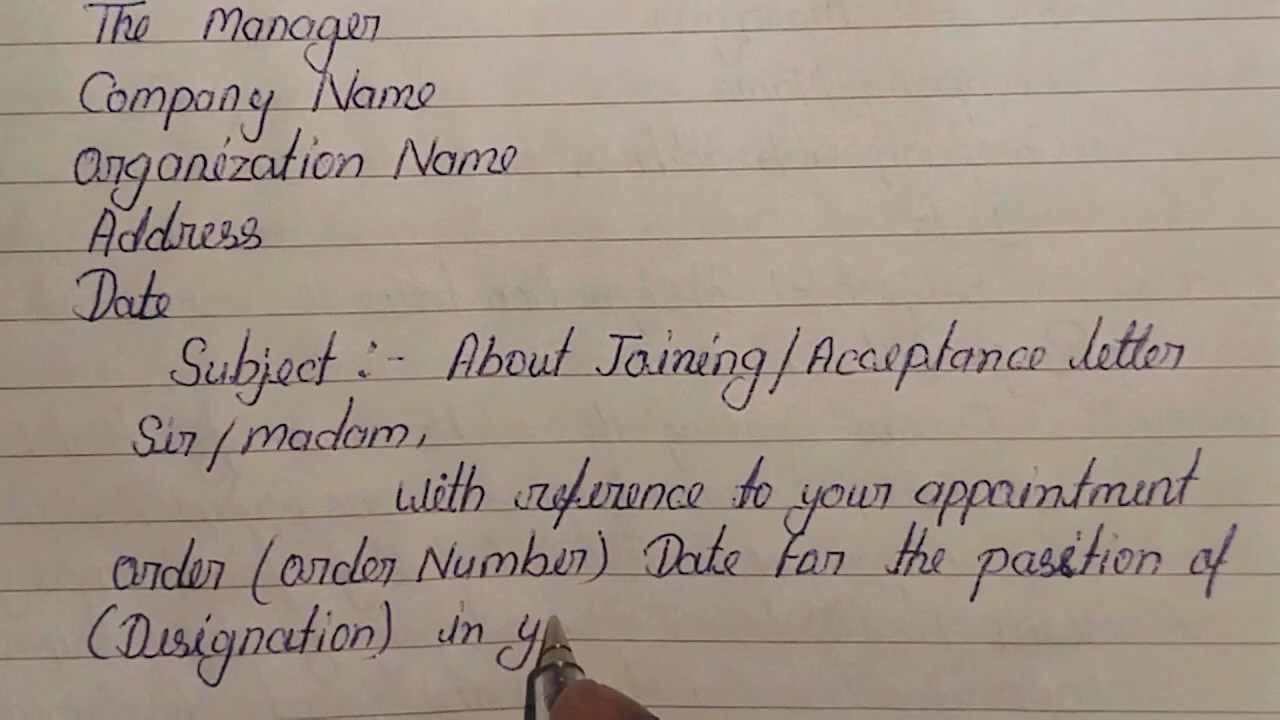 The Manager
Company Name
Organization Name
Address
Date
Subject :- About Joining/Acceptance letter
Sir/madam,
with reference to your appointment
order (order Number) Date for the position of
(Designation) in y